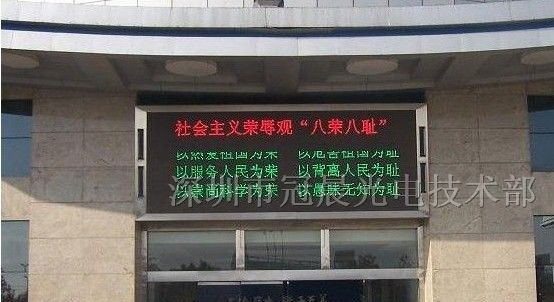 社会主义荣辱观“八荣八耻”
以热爱祖国为荣 以危害祖国为耻
以服务人民为荣 以背离人民为耻
以崇尚科学为荣 以愚昧无知为耻
深圳市冠晨光电技术部